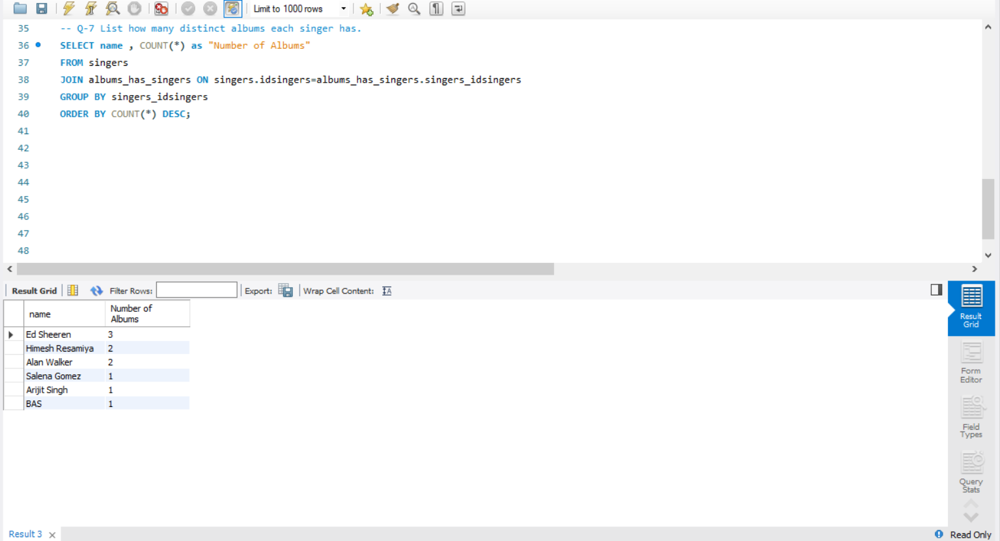 Limit to 1000 rows
35 -- Q-7 List how many distinct albums each singer has.
36 SELECT name , COUNT(*) as "Number of Albums"
37 FROM singers
38 JOIN albums_has_singers ON singers.idsingers=albums_has_singers.singers_idsingers
39 GROUP BY singers_idsingers
40 ORDER BY COUNT(*) DESC;
41
42
43
44
45
46
47
48
Result Grid Filter Rows: Export: Wrap Cell Content: IA
name Number of
Albums
Ed Sheeren 3
Himesh Resamiya 2
Alan Walker 2
Salena Gomez 1
Arijit Singh 1
BAS 1
Result
Grid
Form
Editor
Field
Types
Query
Stats
Result 3
Read Only